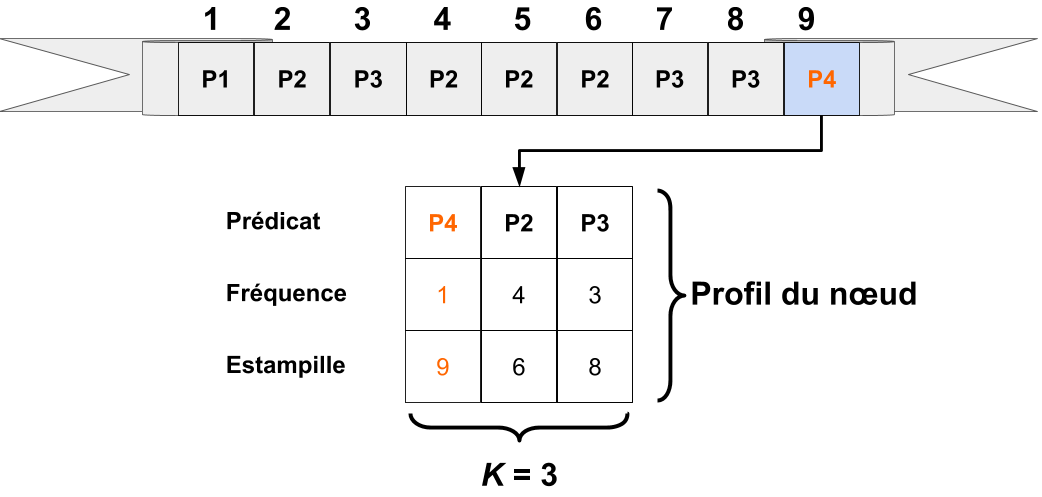 1 2 3 4 5 6 7 8 9
P1 P2 P3 P2 P2 P2 P3 P3 P4
Prédicat P4 P2 P3
Fréquence 1 4 3
Profil du nœud
Estampille 9 6 8
K = 3